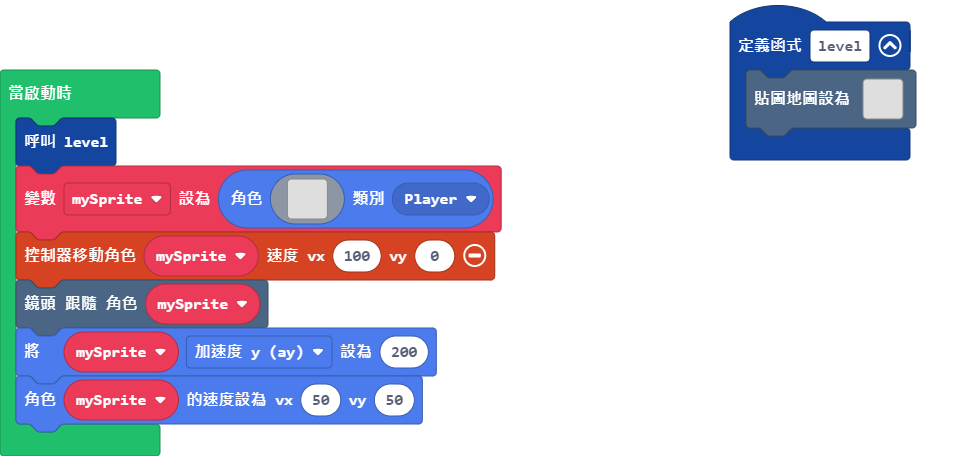 定義函式 level
貼圖地圖設為
當啟動時
呼叫 level
變數 mySprite 設為 角色 類別 Player
控制器移動角色 mySprite 速度 vx 100 vy 0
鏡頭 跟隨 角色 mySprite
將 mySprite 加速度 y (ay) 設為 200
角色 mySprite 的速度設為 vx 50 vy 50